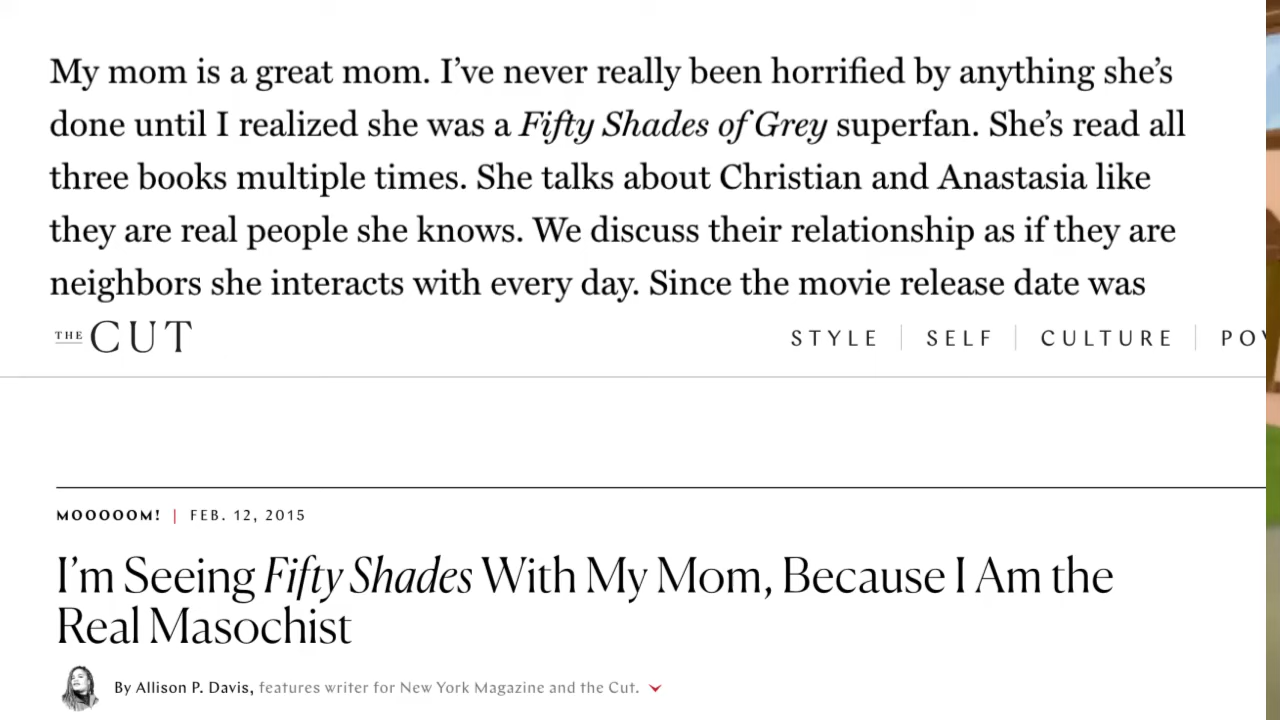 My mom is a great mom. I’ve never really been horrified by anything she’s
done until I realized she was a Fifty Shades of Grey superfan. She’s read all
three books multiple times. She talks about Christian and Anastasia like
they are real people she knows. We discuss their relationship as if they are
neighbors she interacts with every day. Since the movie release date was
THE CUT STYLE SELF CULTURE PO
MOOOOOM! | FEB. 12, 2015
I’m Seeing Fifty Shades With My Mom, Because I Am the
Real Masochist
By Allison P. Davis, features writer for New York Magazine and the Cut.